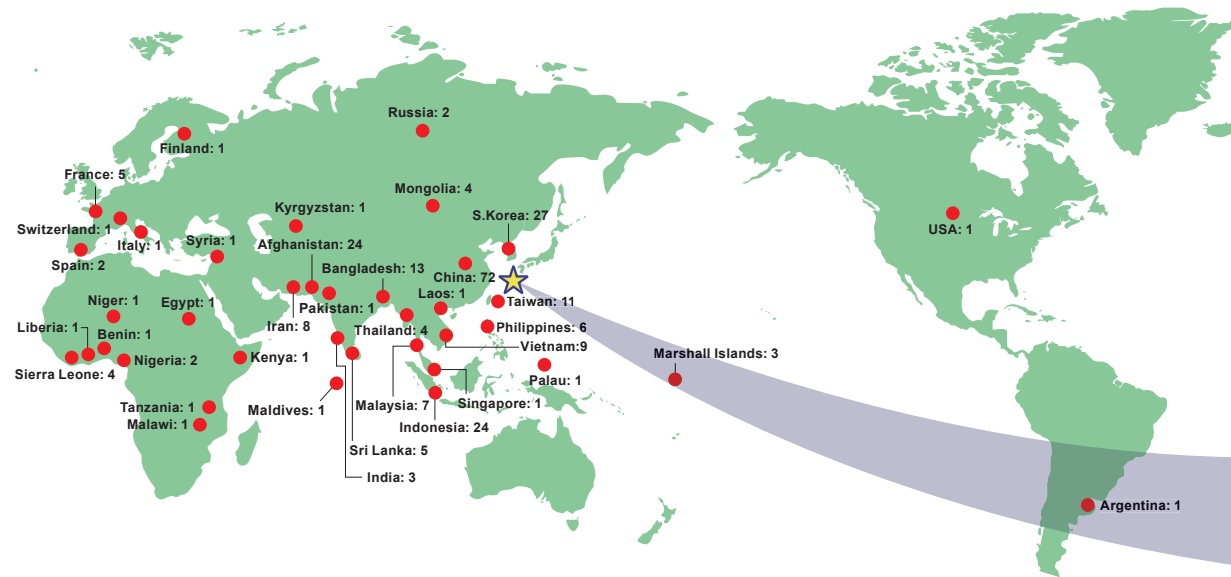 Russia: 2
Finland: 1
France: 5
Mongolia: 4
Kyrgyzstan: 1
S.Korea: 27
Switzerland: 1
USA: 1
Syria: 1
Italy: 1
Afghanistan: 24
Spain: 2
Bangladesh: 13
China: 72
Laos: 1
Niger: 1
Egypt: 1
Pakistan: 1
Taiwan: 11
Iran: 8
Liberia: 1
Benin: 1
Thailand: 4
Philippines: 6
Vietnam:9
Marshall Islands: 3
Kenya: 1
Nigeria: 2
Sierra Leone: 4
Palau: 1
Tanzania: 1
Maldives: 1
Malaysia: 7
Singapore: 1
Malawi: 1
Indonesia: 24
Sri Lanka: 5
India: 3
Argentina: 1